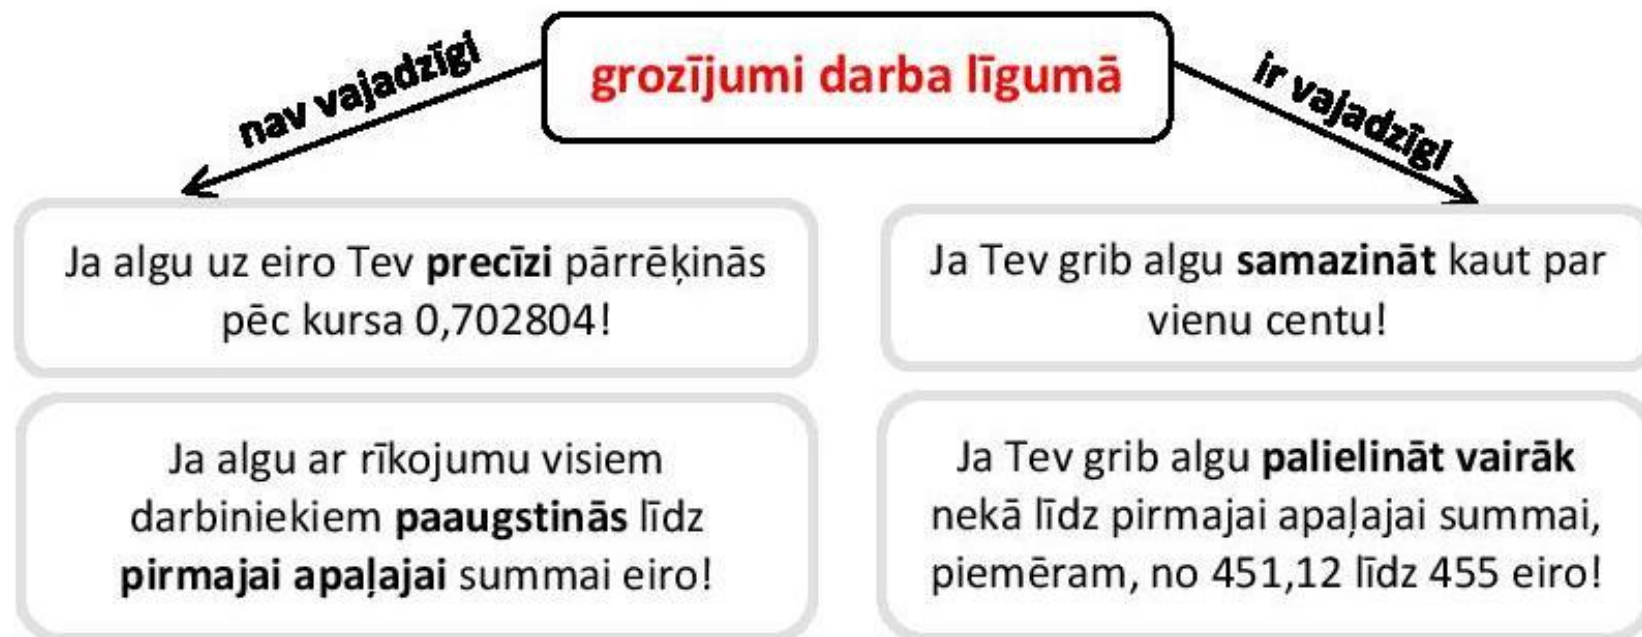 grozījumi darba līgumā
nav vajadzīgi
ir vajadzīgi
Ja algu uz eiro Tev precīzi pārrēķinās
pēc kursa 0,702804!
Ja algu ar rīkojumu visiem
darbiniekiem paaugstinās līdz
pirmajai apaļajai summai eiro!
Ja Tev grib algu samazināt kaut par
vienu centu!
Ja Tev grib algu palielināt vairāk
nekā līdz pirmajai apaļajai summai,
piemēram, no 451,12 līdz 455 eiro!